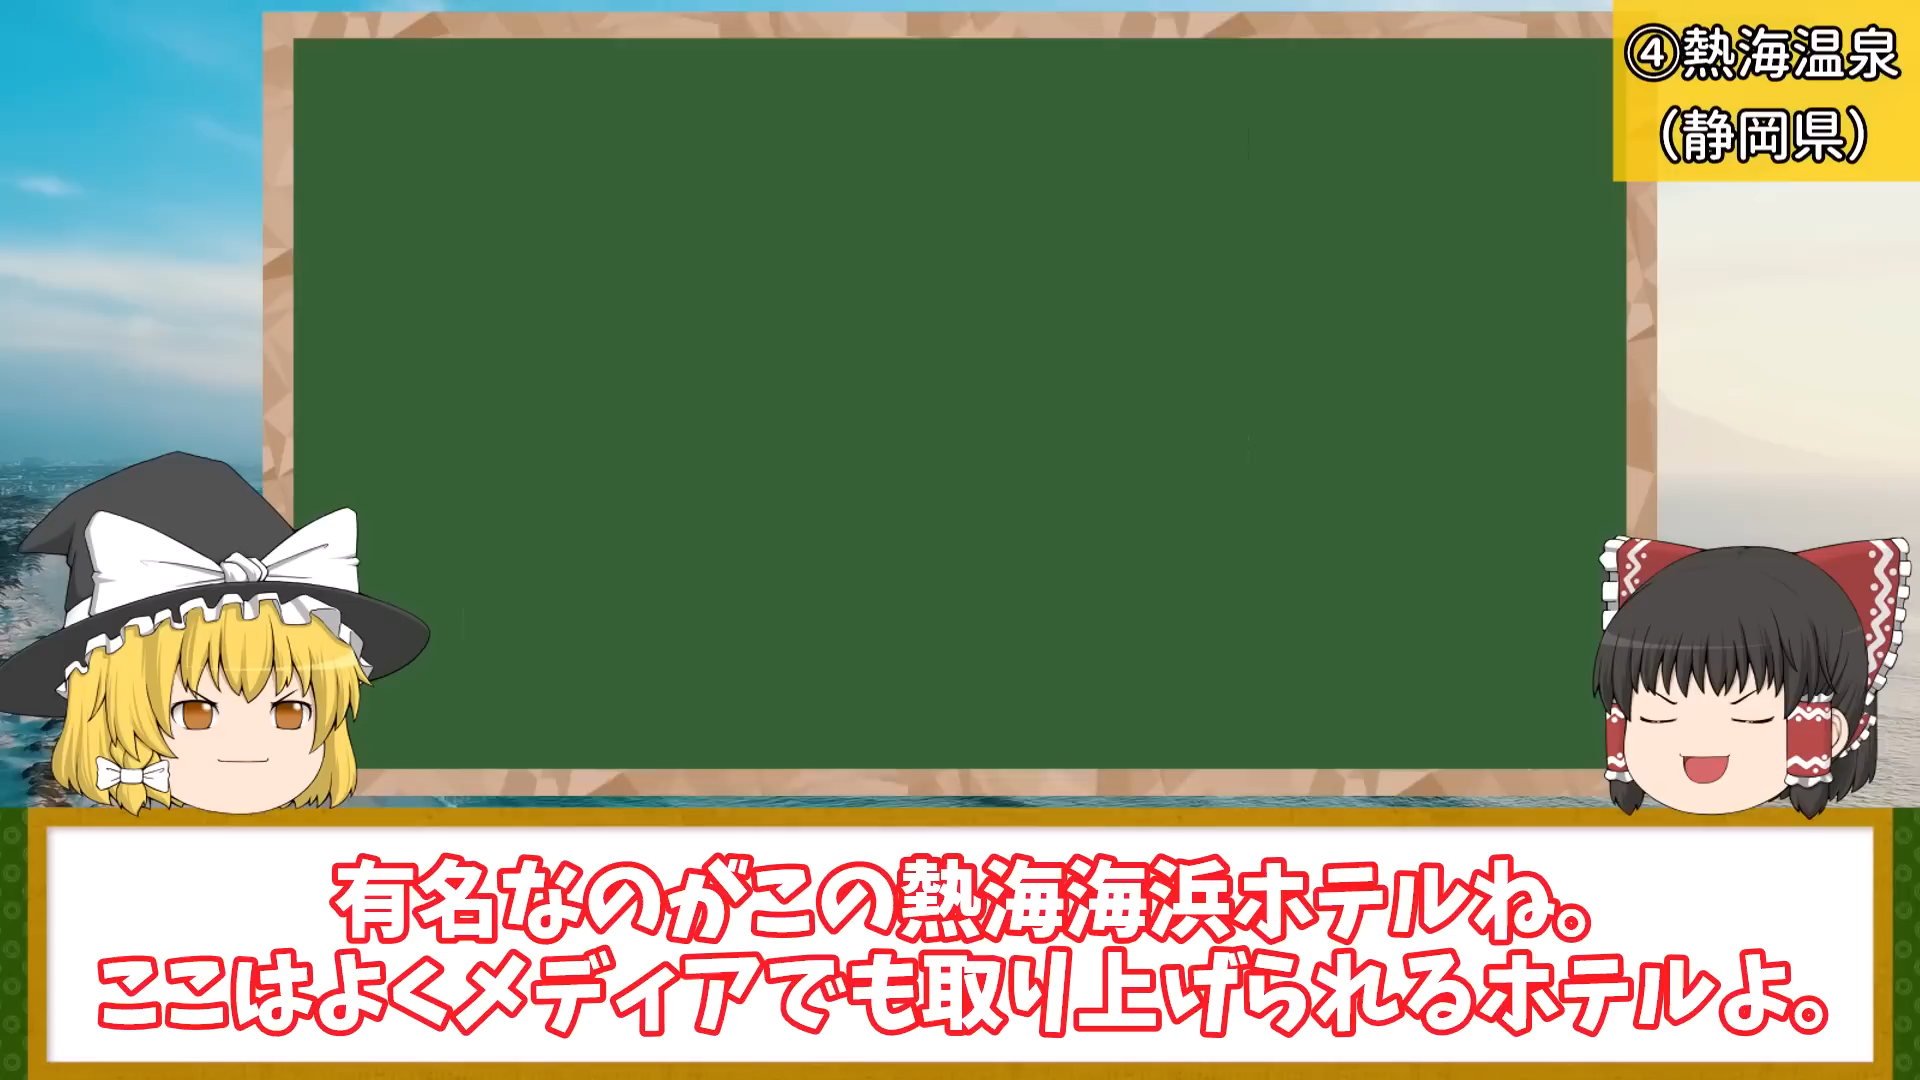 ④熱海温泉
(静岡県)
有名なのがこの熱海海浜ホテルね。
ここはよくメディアでも取り上げられるホテルよ。